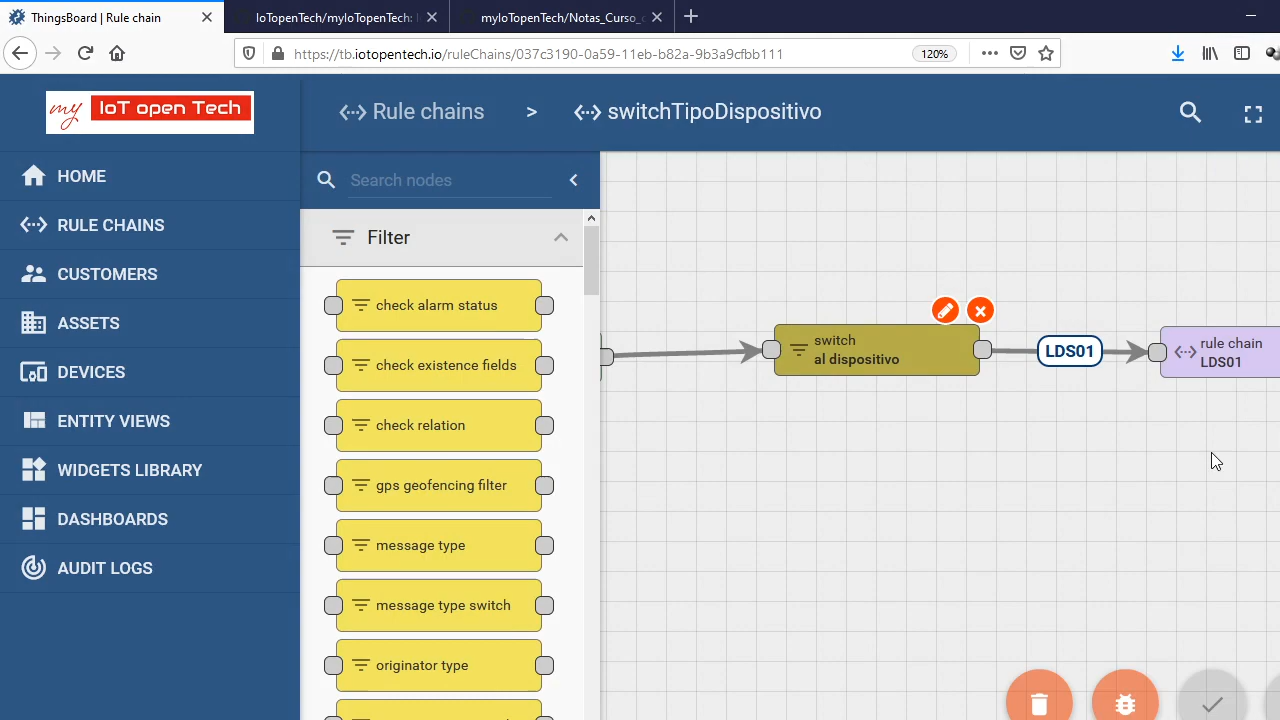 ThingsBoard | Rule chain
IoTopenTech/myIoTopenTech:
myIoTopenTech/Notas_Curso_
https://tb.iotopentech.io/ruleChains/037c3190-0a59-11eb-b82a-9b3a9cfbb111
120%
my IoT open Tech
Rule chains > switchTipoDispositivo
HOME
RULE CHAINS
CUSTOMERS
ASSETS
DEVICES
ENTITY VIEWS
WIDGETS LIBRARY
DASHBOARDS
AUDIT LOGS
Search nodes
Filter
check alarm status
check existence fields
check relation
gps geofencing filter
message type
message type switch
originator type
switch
al dispositivo
LDS01
rule chain
LDS01